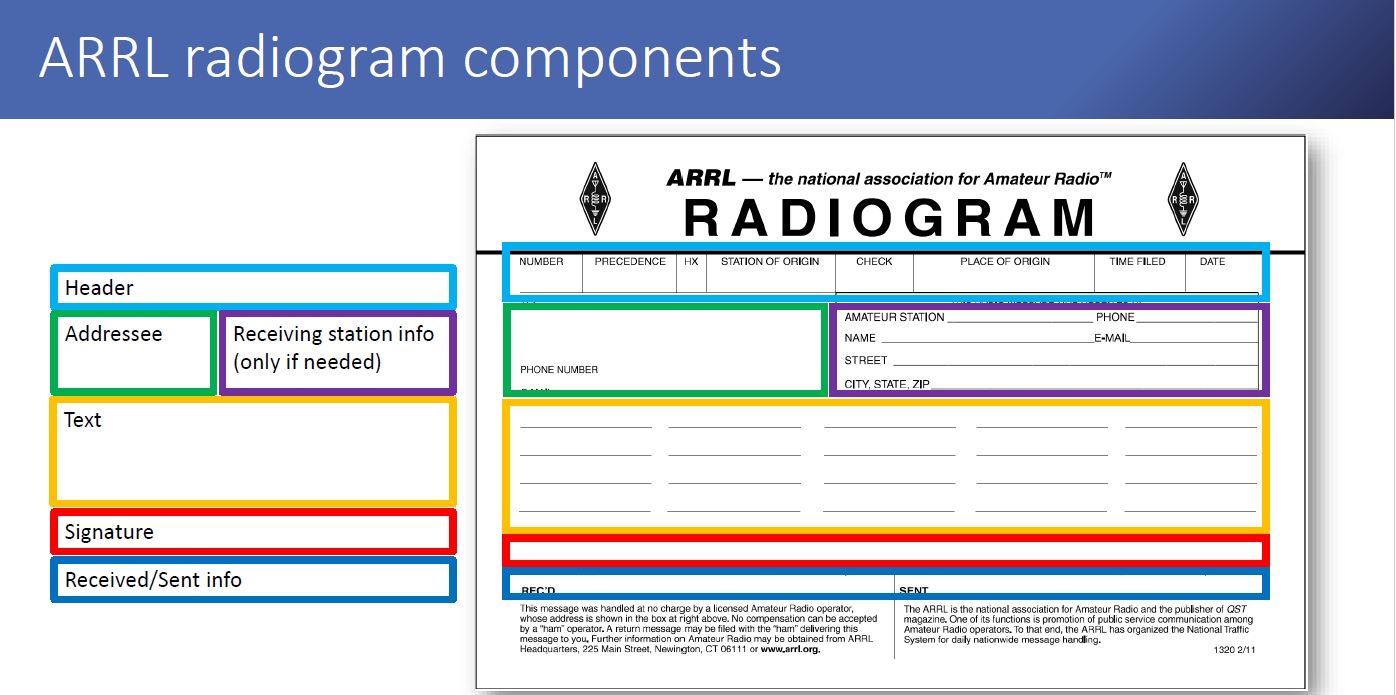 ARRL radiogram components
Header
Addressee
Receiving station info
(only if needed)
Text
Signature
Received/Sent info
ARRL — the national association for Amateur Radio™
RADIOGRAM
NUMBER PRECEDENCE HX STATION OF ORIGIN CHECK PLACE OF ORIGIN TIME FILED DATE
AMATEUR STATION PHONE
NAME E-MAIL
STREET
PHONE NUMBER
CITY, STATE, ZIP
REC'D SENT
This message was handled at no charge by a licensed Amateur Radio operator,
whose address is shown in the box at right above. No compensation can be accepted
by a "ham" operator. A return message may be filed with the "ham" delivering this
message to you. Further information on Amateur Radio may be obtained from ARRL
Headquarters, 225 Main Street, Newington, CT 06111 or www.arrl.org.
The ARRL is the national association for Amateur Radio and the publisher of QST
magazine. One of its functions is promotion of public service communication among
Amateur Radio operators. To that end, the ARRL has organized the National Traffic
System for daily nationwide message handling.
1320 2/11